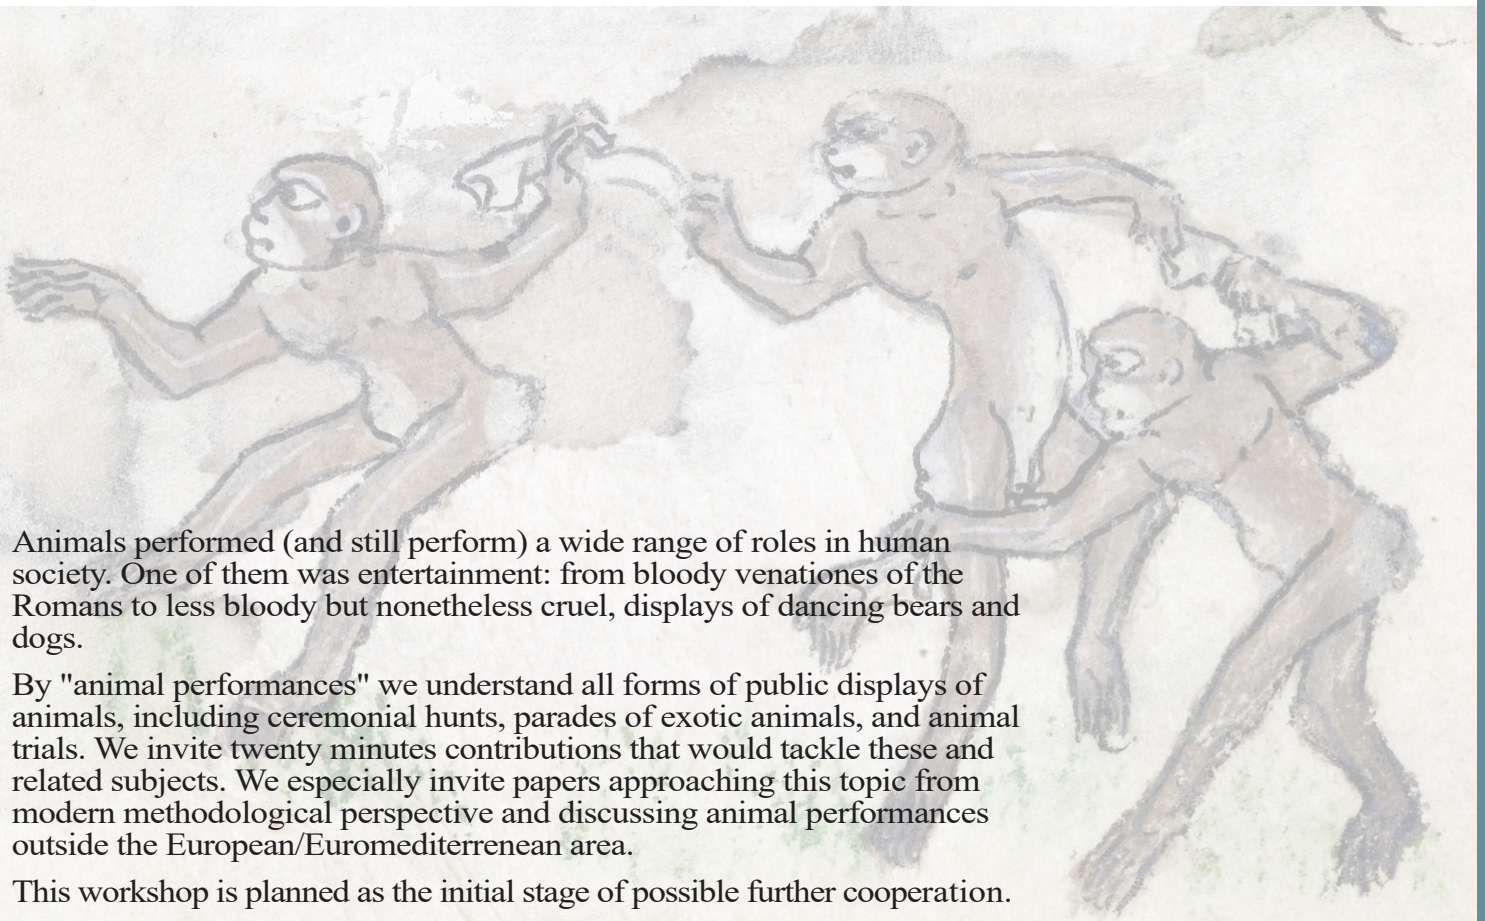 Animals performed (and still perform) a wide range of roles in human
society. One of them was entertainment: from bloody venationes of the
Romans to less bloody but nonetheless cruel, displays of dancing bears and
dogs.
By "animal performances" we understand all forms of public displays of
animals, including ceremonial hunts, parades of exotic animals, and animal
trials. We invite twenty minutes contributions that would tackle these and
related subjects. We especially invite papers approaching this topic from
modern methodological perspective and discussing animal performances
outside the European/Euromediterrenean area.
This workshop is planned as the initial stage of possible further cooperation.